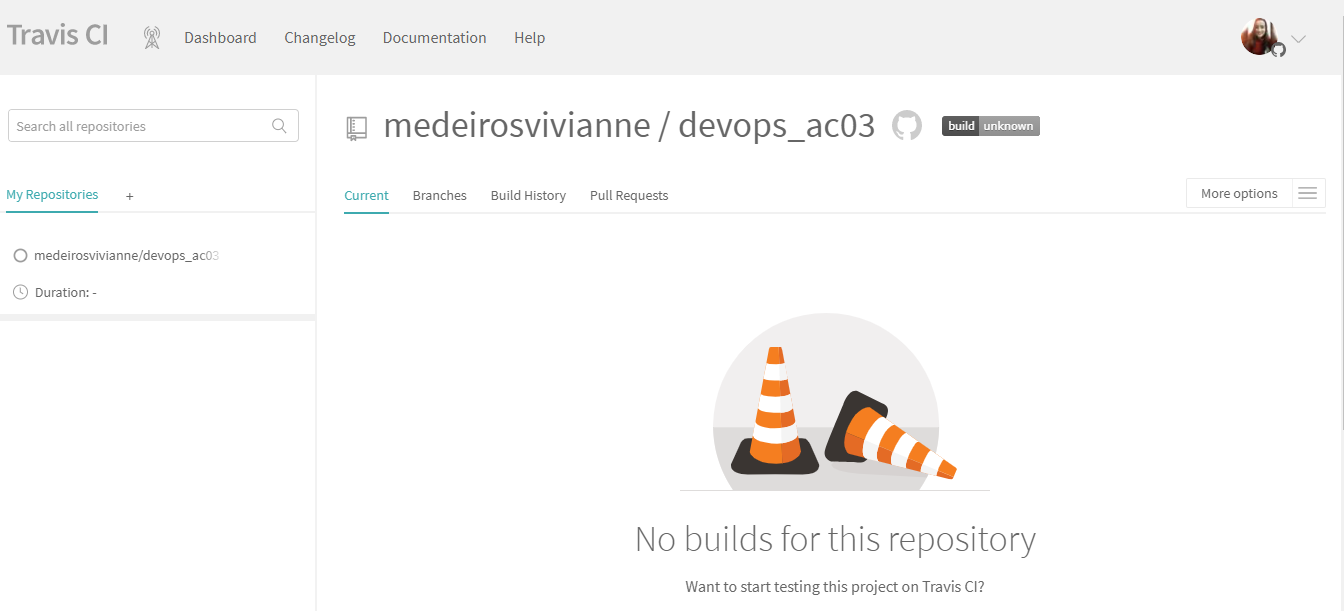 Travis CI Dashboard Changelog Documentation Help
Search all repositories
My Repositories +
medeirosvivianne/devops_ac03
Duration: -
medeirosvivianne / devops_ac03 build unknown
Current Branches Build History Pull Requests More options
No builds for this repository
Want to start testing this project on Travis CI?